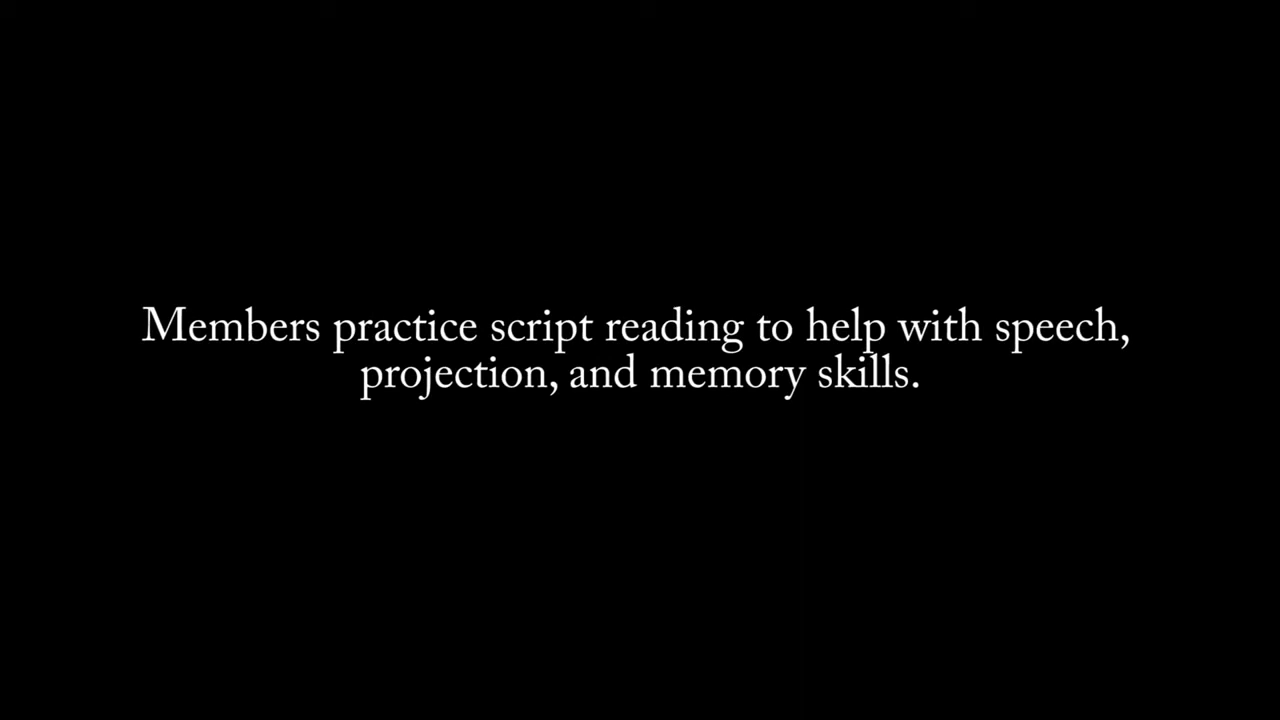 Members practice script reading to help with speech,
projection, and memory skills.